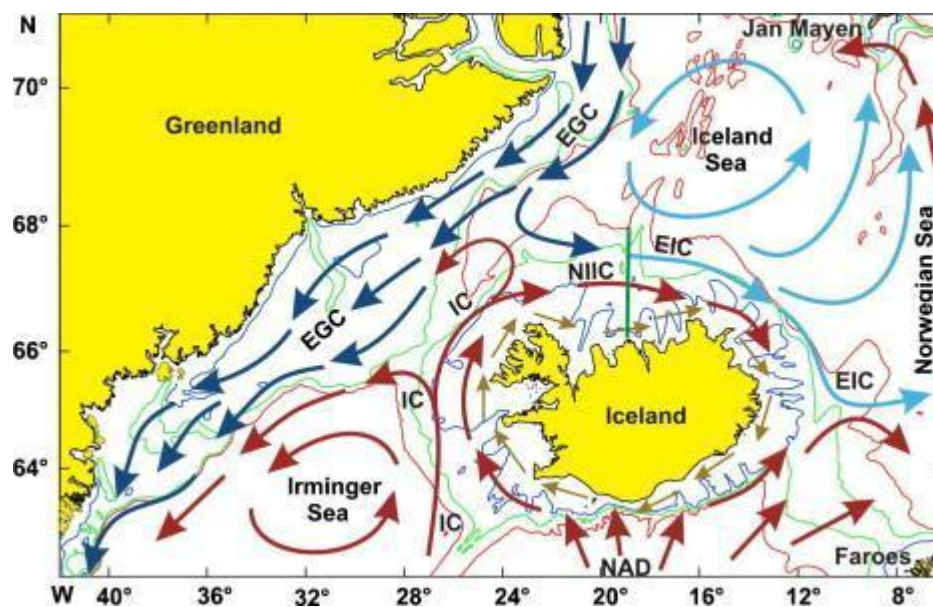 N
Jan Mayen
70°
Greenland
EGC
Iceland
Sea
68°
EIC
NIIC
Norwegian Sea
IC
EGC
66°
EIC
IC
Iceland
64°
Irminger
Sea
IC
NAD
Faroes
W 40° 36° 28° 24° 20° 16° 12° 8°